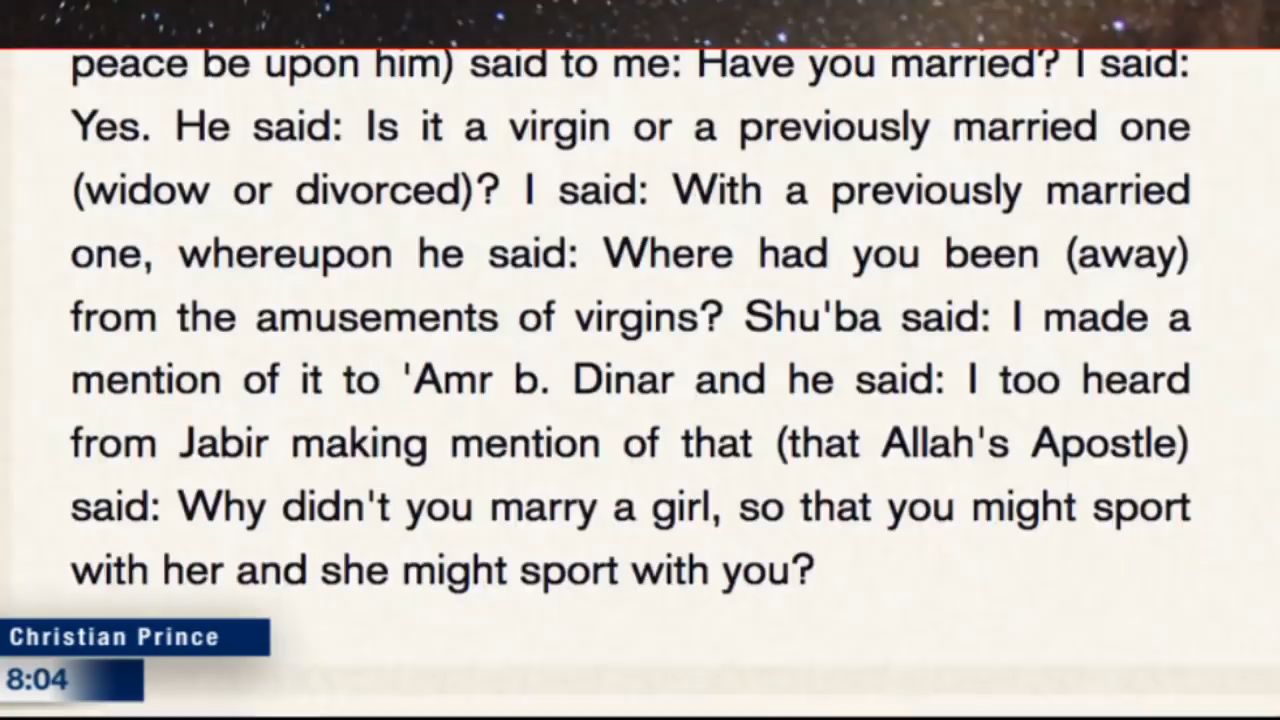 peace be upon him) said to me: Have you married? I said:
Yes. He said: Is it a virgin or a previously married one
(widow or divorced)? I said: With a previously married
one, whereupon he said: Where had you been (away)
from the amusements of virgins? Shu'ba said: I made a
mention of it to 'Amr b. Dinar and he said: I too heard
from Jabir making mention of that (that Allah's Apostle)
said: Why didn't you marry a girl, so that you might sport
with her and she might sport with you?
Christian Prince
8:04